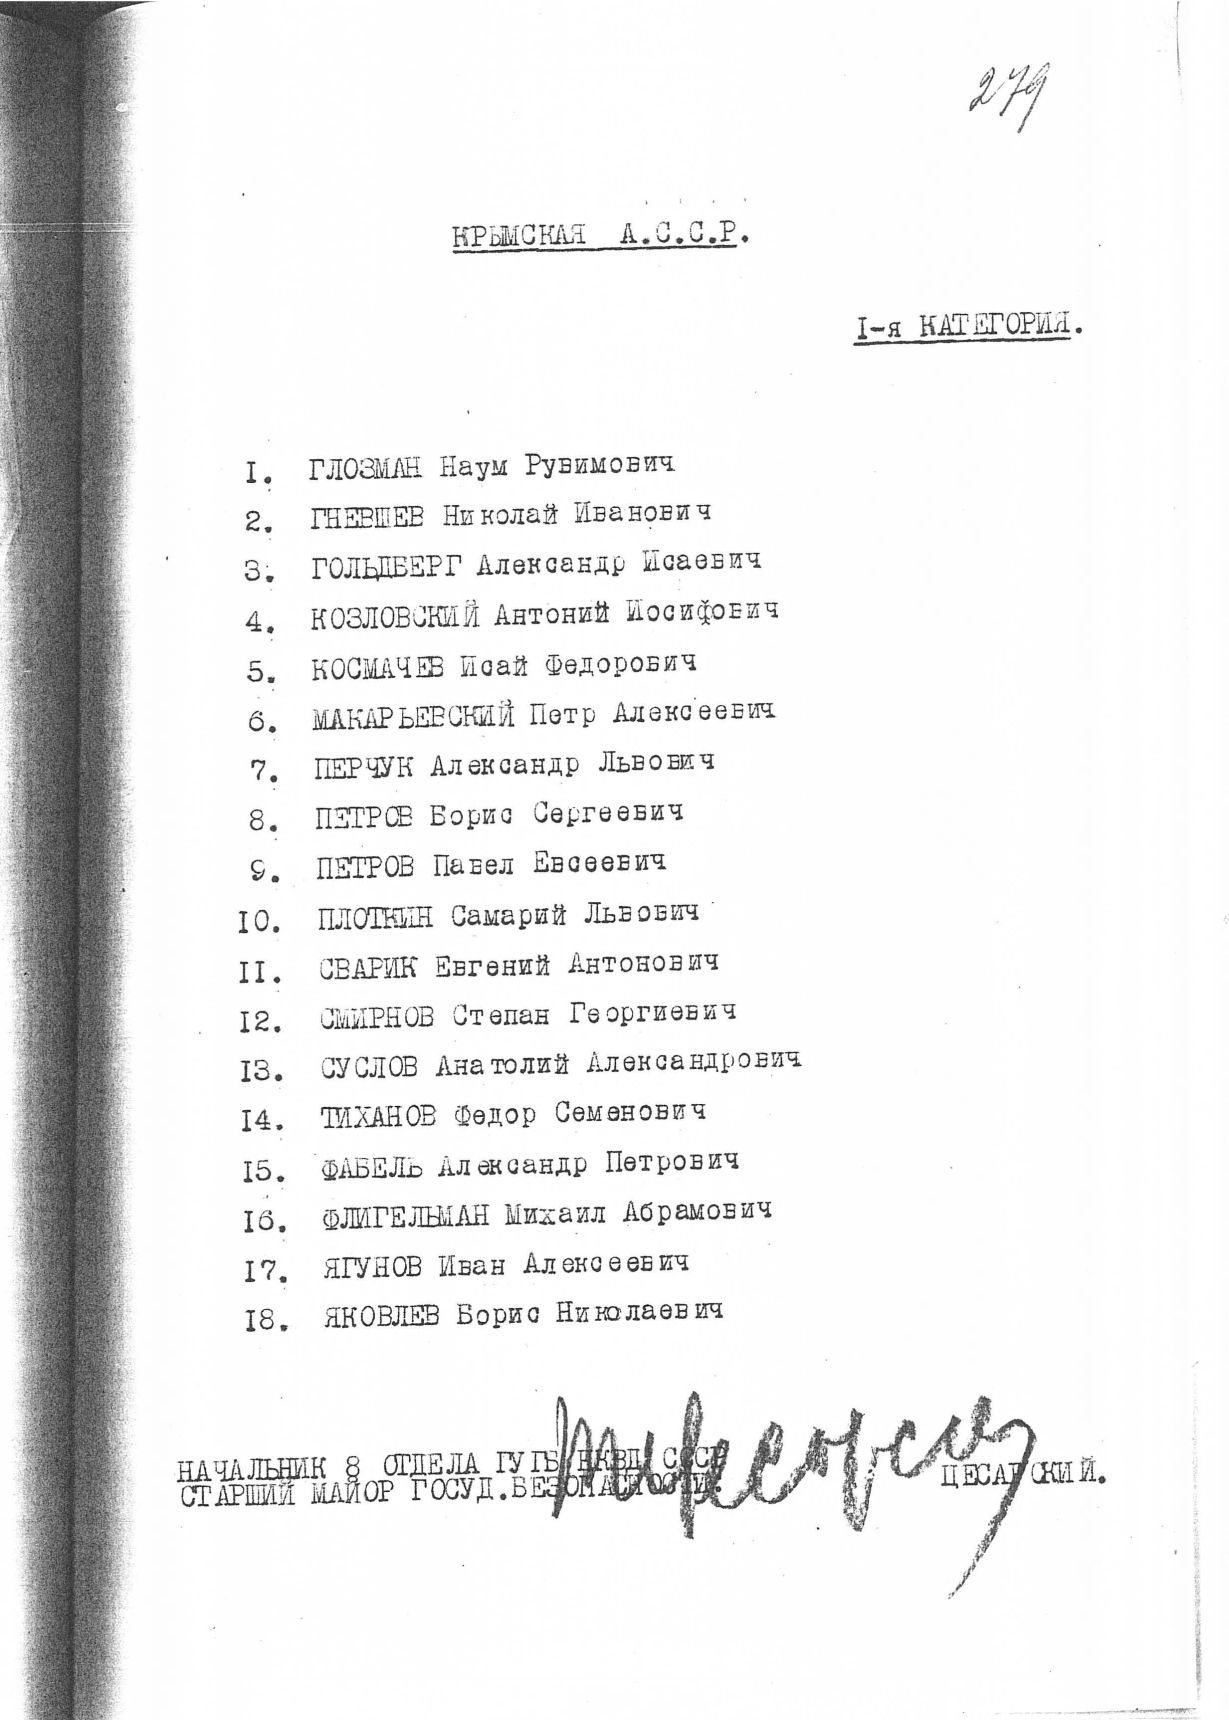 279
КРЫМСКАЯ А.С.С.Р.
I-я КАТЕГОРИЯ.
I. ГЛОЗМАН Наум Рувимович
2. ГНЕВШЕВ Николай Иванович
3. ГОЛЬДБЕРГ Александр Исаевич
4. КОЗЛОВСКИЙ Антоний Иосифович
5. КОСМАЧЕВ Исай Федорович
6. МАКАРЬЕВСКИЙ Петр Алексеевич
7. ПЕРЧУК Александр Львович
8. ПЕТРОВ Борис Сергеевич
9. ПЕТРОВ Павел Евсеевич
IO. ПЛОТКИН Самарий Львович
II. СВАРИК Евгений Антонович
I2. СМИРНОВ Степан Георгиевич
I3. СУСЛОВ Анатолий Александрович
I4. ТИХАНОВ Федор Семенович
I5. ФАБЕЛЬ Александр Петрович
I6. ФЛИГЕЛЬМАН Михаил Абрамович
I7. ЯГУНОВ Иван Алексеевич
I8. ЯКОВЛЕВ Борис Николаевич
НАЧАЛЬНИК 8 ОТДЕЛА ГУГБ НКВД СССР
СТАРШИЙ МАЙОР ГОСУД.БЕЗОПАСНОСТИ: ЦЕСАРСКИЙ.